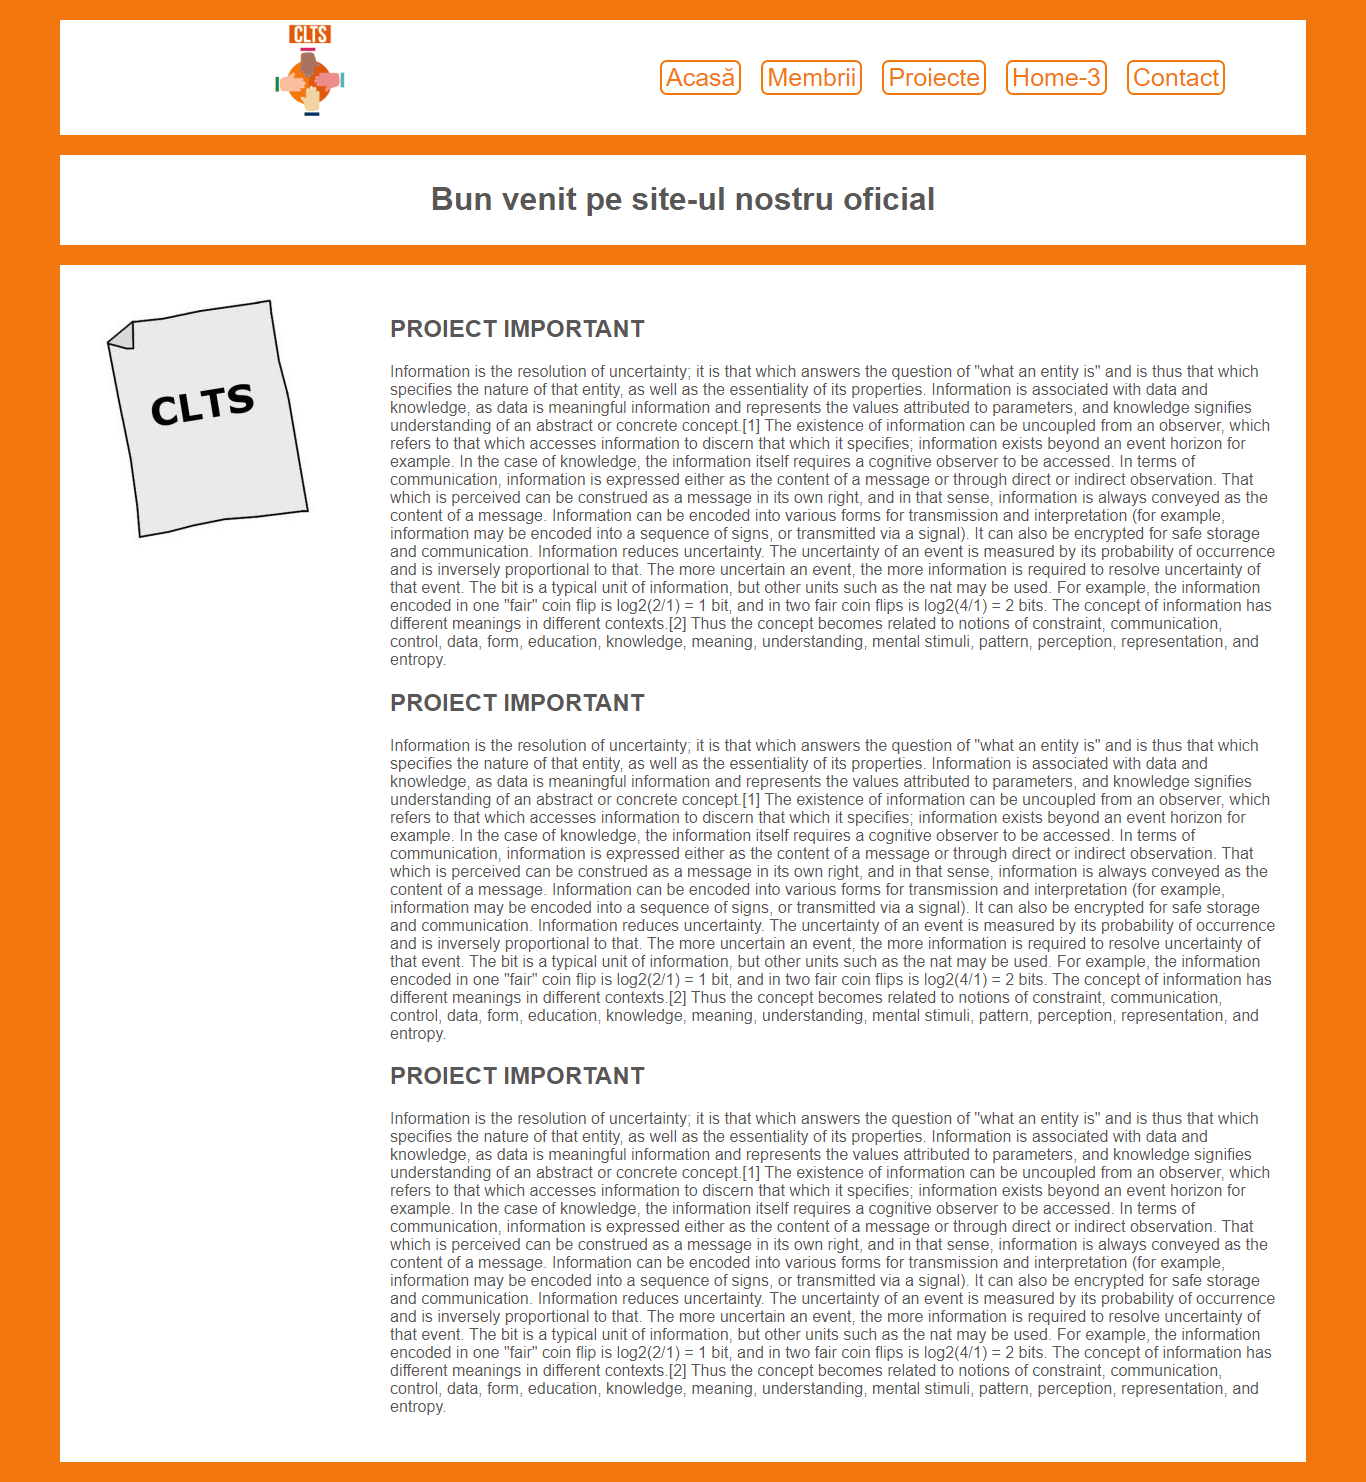 CLTS
Acasă Membrii Proiecte Home-3 Contact
Bun venit pe site-ul nostru oficial
CLTS
PROIECT IMPORTANT
Information is the resolution of uncertainty; it is that which answers the question of "what an entity is" and is thus that which
specifies the nature of that entity, as well as the essentiality of its properties. Information is associated with data and
knowledge, as data is meaningful information and represents the values attributed to parameters, and knowledge signifies
understanding of an abstract or concrete concept.[1] The existence of information can be uncoupled from an observer, which
refers to that which accesses information to discern that which it specifies; information exists beyond an event horizon for
example. In the case of knowledge, the information itself requires a cognitive observer to be accessed. In terms of
communication, information is expressed either as the content of a message or through direct or indirect observation. That
which is perceived can be construed as a message in its own right, and in that sense, information is always conveyed as the
content of a message. Information can be encoded into various forms for transmission and interpretation (for example,
information may be encoded into a sequence of signs, or transmitted via a signal). It can also be encrypted for safe storage
and communication. Information reduces uncertainty. The uncertainty of an event is measured by its probability of occurrence
and is inversely proportional to that. The more uncertain an event, the more information is required to resolve uncertainty of
that event. The bit is a typical unit of information, but other units such as the nat may be used. For example, the information
encoded in one "fair" coin flip is log2(2/1) = 1 bit, and in two fair coin flips is log2(4/1) = 2 bits. The concept of information has
different meanings in different contexts.[2] Thus the concept becomes related to notions of constraint, communication,
control, data, form, education, knowledge, meaning, understanding, mental stimuli, pattern, perception, representation, and
entropy.
PROIECT IMPORTANT
Information is the resolution of uncertainty; it is that which answers the question of "what an entity is" and is thus that which
specifies the nature of that entity, as well as the essentiality of its properties. Information is associated with data and
knowledge, as data is meaningful information and represents the values attributed to parameters, and knowledge signifies
understanding of an abstract or concrete concept.[1] The existence of information can be uncoupled from an observer, which
refers to that which accesses information to discern that which it specifies; information exists beyond an event horizon for
example. In the case of knowledge, the information itself requires a cognitive observer to be accessed. In terms of
communication, information is expressed either as the content of a message or through direct or indirect observation. That
which is perceived can be construed as a message in its own right, and in that sense, information is always conveyed as the
content of a message. Information can be encoded into various forms for transmission and interpretation (for example,
information may be encoded into a sequence of signs, or transmitted via a signal). It can also be encrypted for safe storage
and communication. Information reduces uncertainty. The uncertainty of an event is measured by its probability of occurrence
and is inversely proportional to that. The more uncertain an event, the more information is required to resolve uncertainty of
that event. The bit is a typical unit of information, but other units such as the nat may be used. For example, the information
encoded in one "fair" coin flip is log2(2/1) = 1 bit, and in two fair coin flips is log2(4/1) = 2 bits. The concept of information has
different meanings in different contexts.[2] Thus the concept becomes related to notions of constraint, communication,
control, data, form, education, knowledge, meaning, understanding, mental stimuli, pattern, perception, representation, and
entropy.
PROIECT IMPORTANT
Information is the resolution of uncertainty; it is that which answers the question of "what an entity is" and is thus that which
specifies the nature of that entity, as well as the essentiality of its properties. Information is associated with data and
knowledge, as data is meaningful information and represents the values attributed to parameters, and knowledge signifies
understanding of an abstract or concrete concept.[1] The existence of information can be uncoupled from an observer, which
refers to that which accesses information to discern that which it specifies; information exists beyond an event horizon for
example. In the case of knowledge, the information itself requires a cognitive observer to be accessed. In terms of
communication, information is expressed either as the content of a message or through direct or indirect observation. That
which is perceived can be construed as a message in its own right, and in that sense, information is always conveyed as the
content of a message. Information can be encoded into various forms for transmission and interpretation (for example,
information may be encoded into a sequence of signs, or transmitted via a signal). It can also be encrypted for safe storage
and communication. Information reduces uncertainty. The uncertainty of an event is measured by its probability of occurrence
and is inversely proportional to that. The more uncertain an event, the more information is required to resolve uncertainty of
that event. The bit is a typical unit of information, but other units such as the nat may be used. For example, the information
encoded in one "fair" coin flip is log2(2/1) = 1 bit, and in two fair coin flips is log2(4/1) = 2 bits. The concept of information has
different meanings in different contexts.[2] Thus the concept becomes related to notions of constraint, communication,
control, data, form, education, knowledge, meaning, understanding, mental stimuli, pattern, perception, representation, and
entropy.